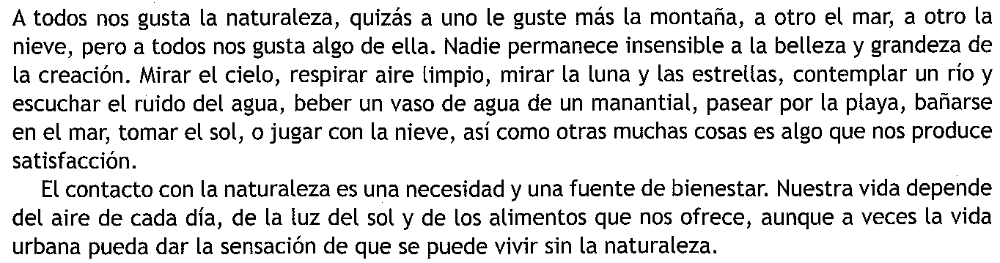 A todos nos gusta la naturaleza, quizás a uno le guste más la montaña, a otro el mar, a otro la
nieve, pero a todos nos gusta algo de ella. Nadie permanece insensible a la belleza y grandeza de
la creación. Mirar el cielo, respirar aire limpio, mirar la luna y las estrellas, contemplar un río y
escuchar el ruido del agua, beber un vaso de agua de un manantial, pasear por la playa, bañarse
en el mar, tomar el sol, o jugar con la nieve, así como otras muchas cosas es algo que nos produce
satisfacción.
El contacto con la naturaleza es una necesidad y una fuente de bienestar. Nuestra vida depende
del aire de cada día, de la luz del sol y de los alimentos que nos ofrece, aunque a veces la vida
urbana pueda dar la sensación de que se puede vivir sin la naturaleza.